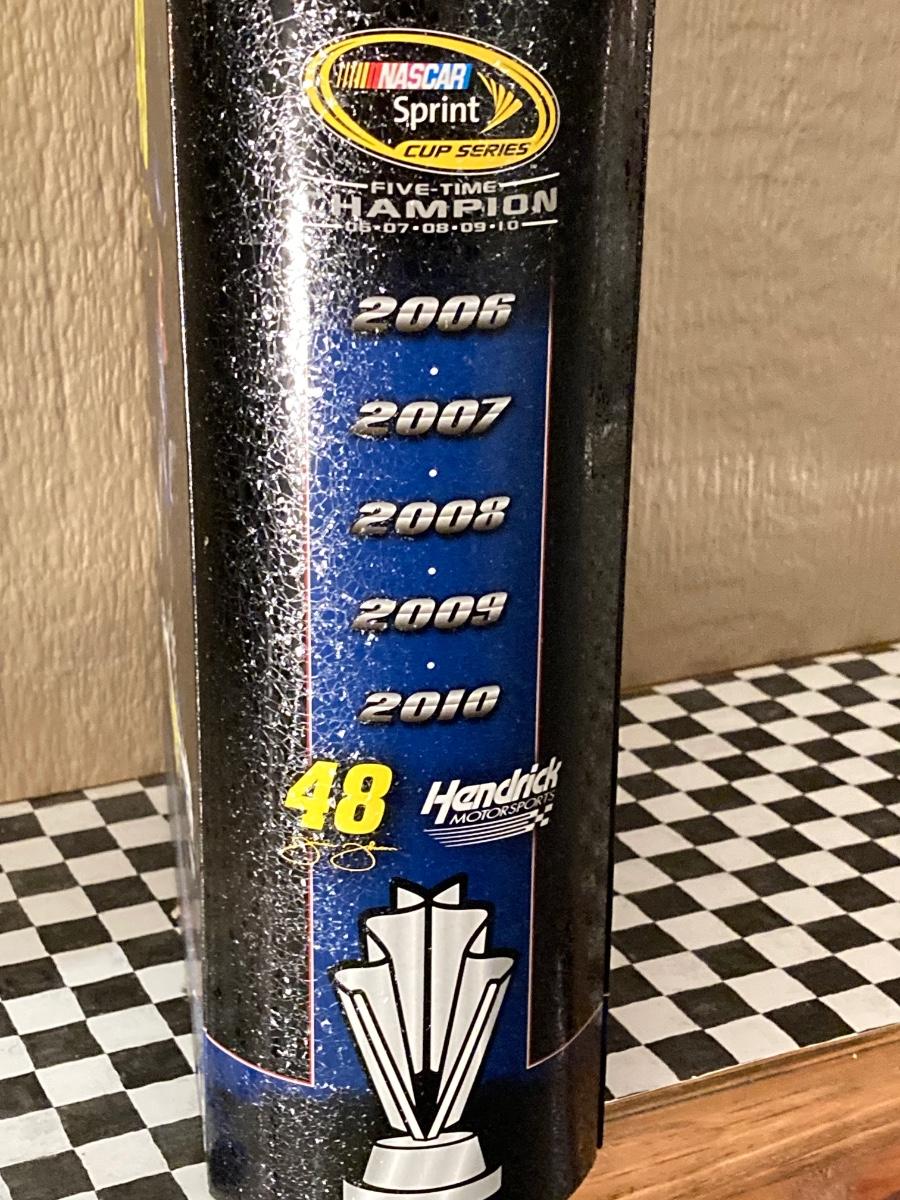 NASCAR
Sprint
CUP SERIES
FIVE-TIME
CHAMPION
06•07•08•09•10
2006
2007
2008
2009
2010
48
Hendrick
MOTORSPORTS